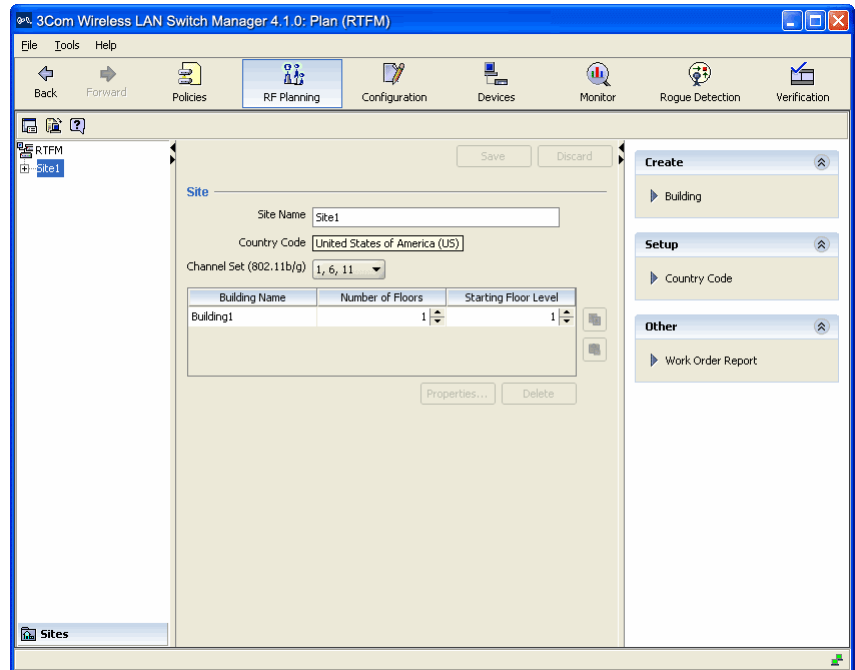 3Com Wireless LAN Switch Manager 4.1.0: Plan (RTFM)
File Tools Help
Back Forward Policies RF Planning Configuration Devices Monitor Rogue Detection Verification
RTFM
Site1
Save Discard
Site
Site Name Site1
Country Code United States of America (US)
Channel Set (802.11b/g) 1, 6, 11
Building Name Number of Floors Starting Floor Level
Building1 1 1
Properties... Delete
Create
Building
Setup
Country Code
Other
Work Order Report
Sites